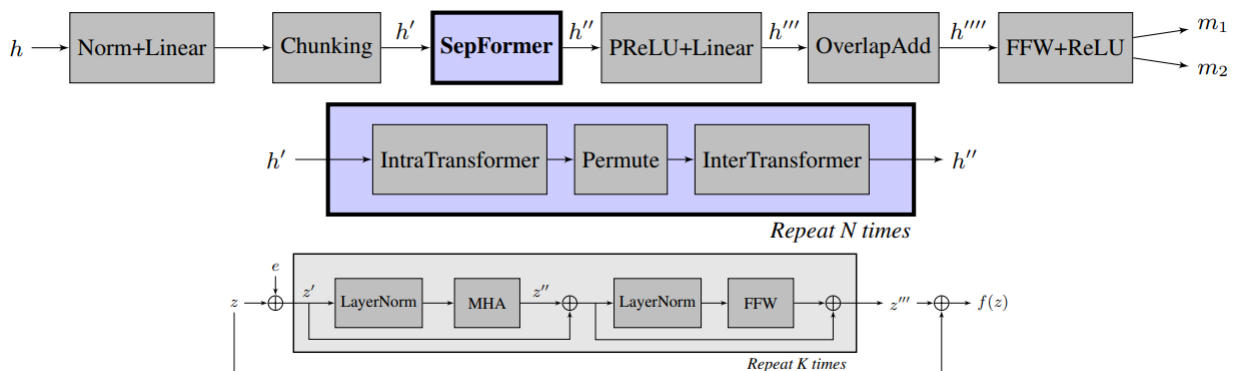 h Norm+Linear Chunking h′ SepFormer h′′ PReLU+Linear h′′′ OverlapAdd h′′′′ FFW+ReLU m₁
m₂
h′ IntraTransformer Permute InterTransformer h′′
Repeat N times
e
z z′ LayerNorm MHA z′′ LayerNorm FFW z′′′ f(z)
Repeat K times